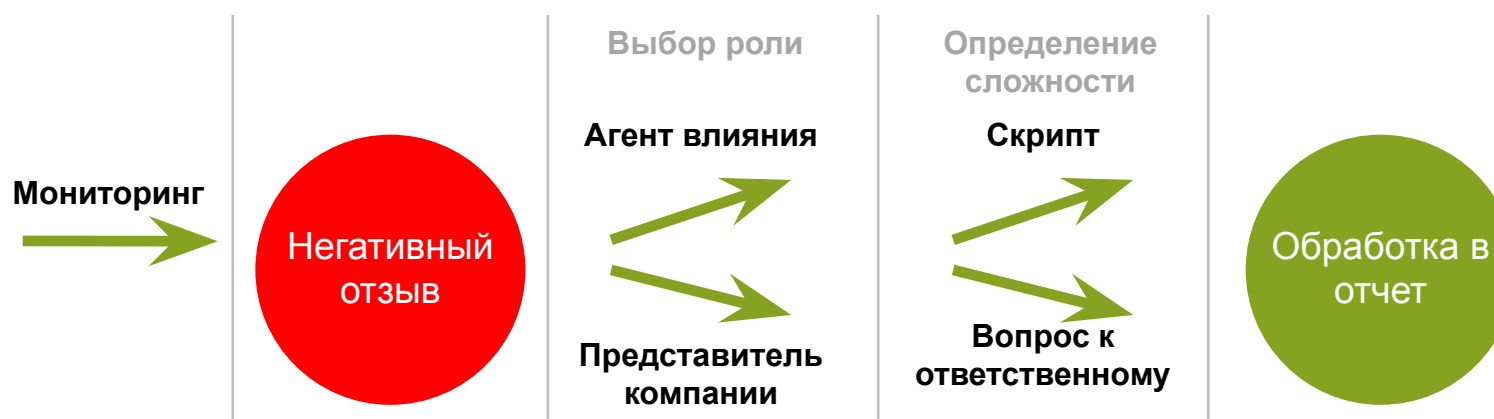 Мониторинг
Негативный
отзыв
Выбор роли
Агент влияния
Представитель
компании
Определение
сложности
Скрипт
Вопрос к
ответственному
Обработка в
отчет